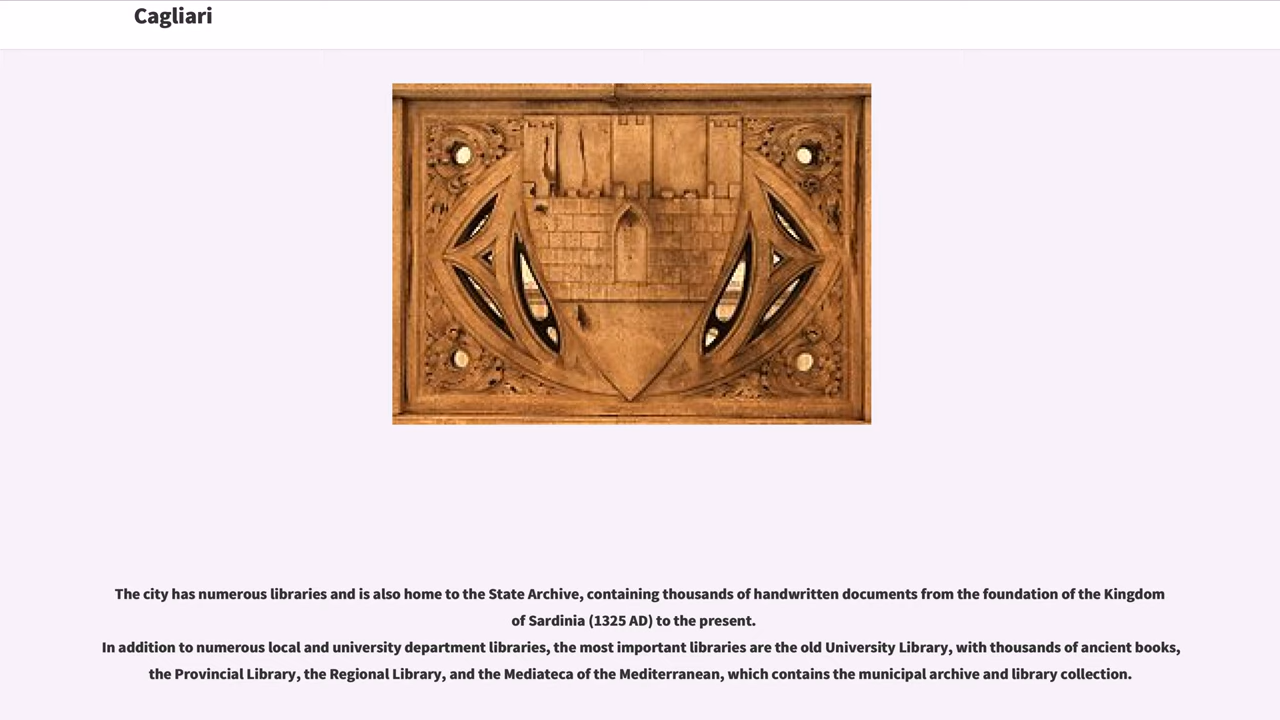 Cagliari
The city has numerous libraries and is also home to the State Archive, containing thousands of handwritten documents from the foundation of the Kingdom
of Sardinia (1325 AD) to the present.
In addition to numerous local and university department libraries, the most important libraries are the old University Library, with thousands of ancient books,
the Provincial Library, the Regional Library, and the Mediateca of the Mediterranean, which contains the municipal archive and library collection.